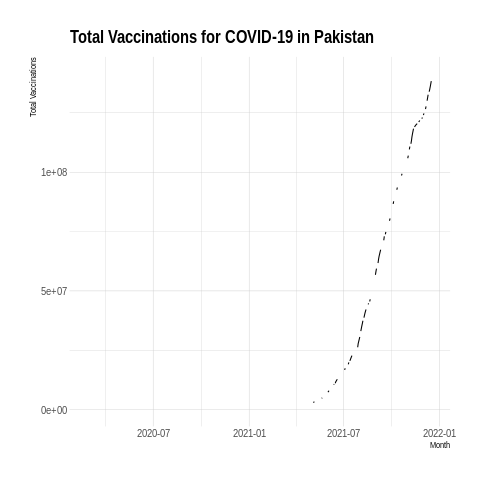 Total Vaccinations for COVID-19 in Pakistan
Total Vaccinations
1e+08
5e+07
0e+00
2020-07 2021-01 2021-07 2022-01
Month